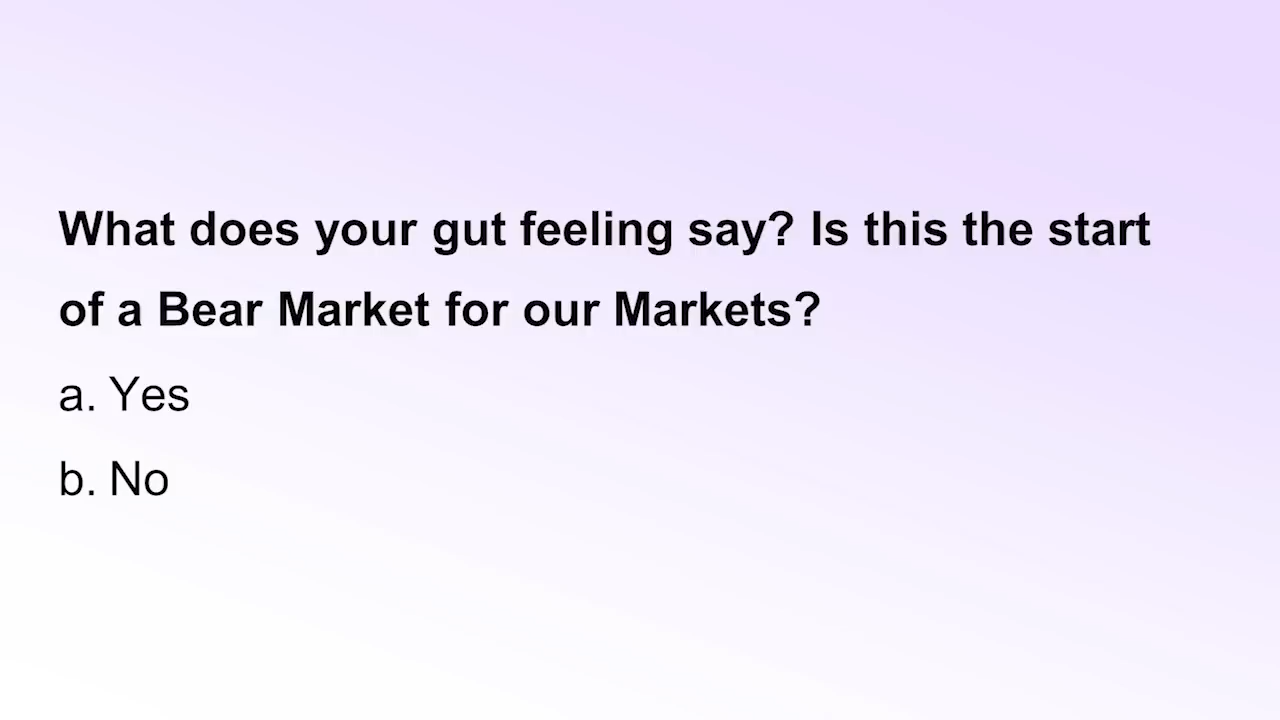 What does your gut feeling say? Is this the start
of a Bear Market for our Markets?
a. Yes
b. No